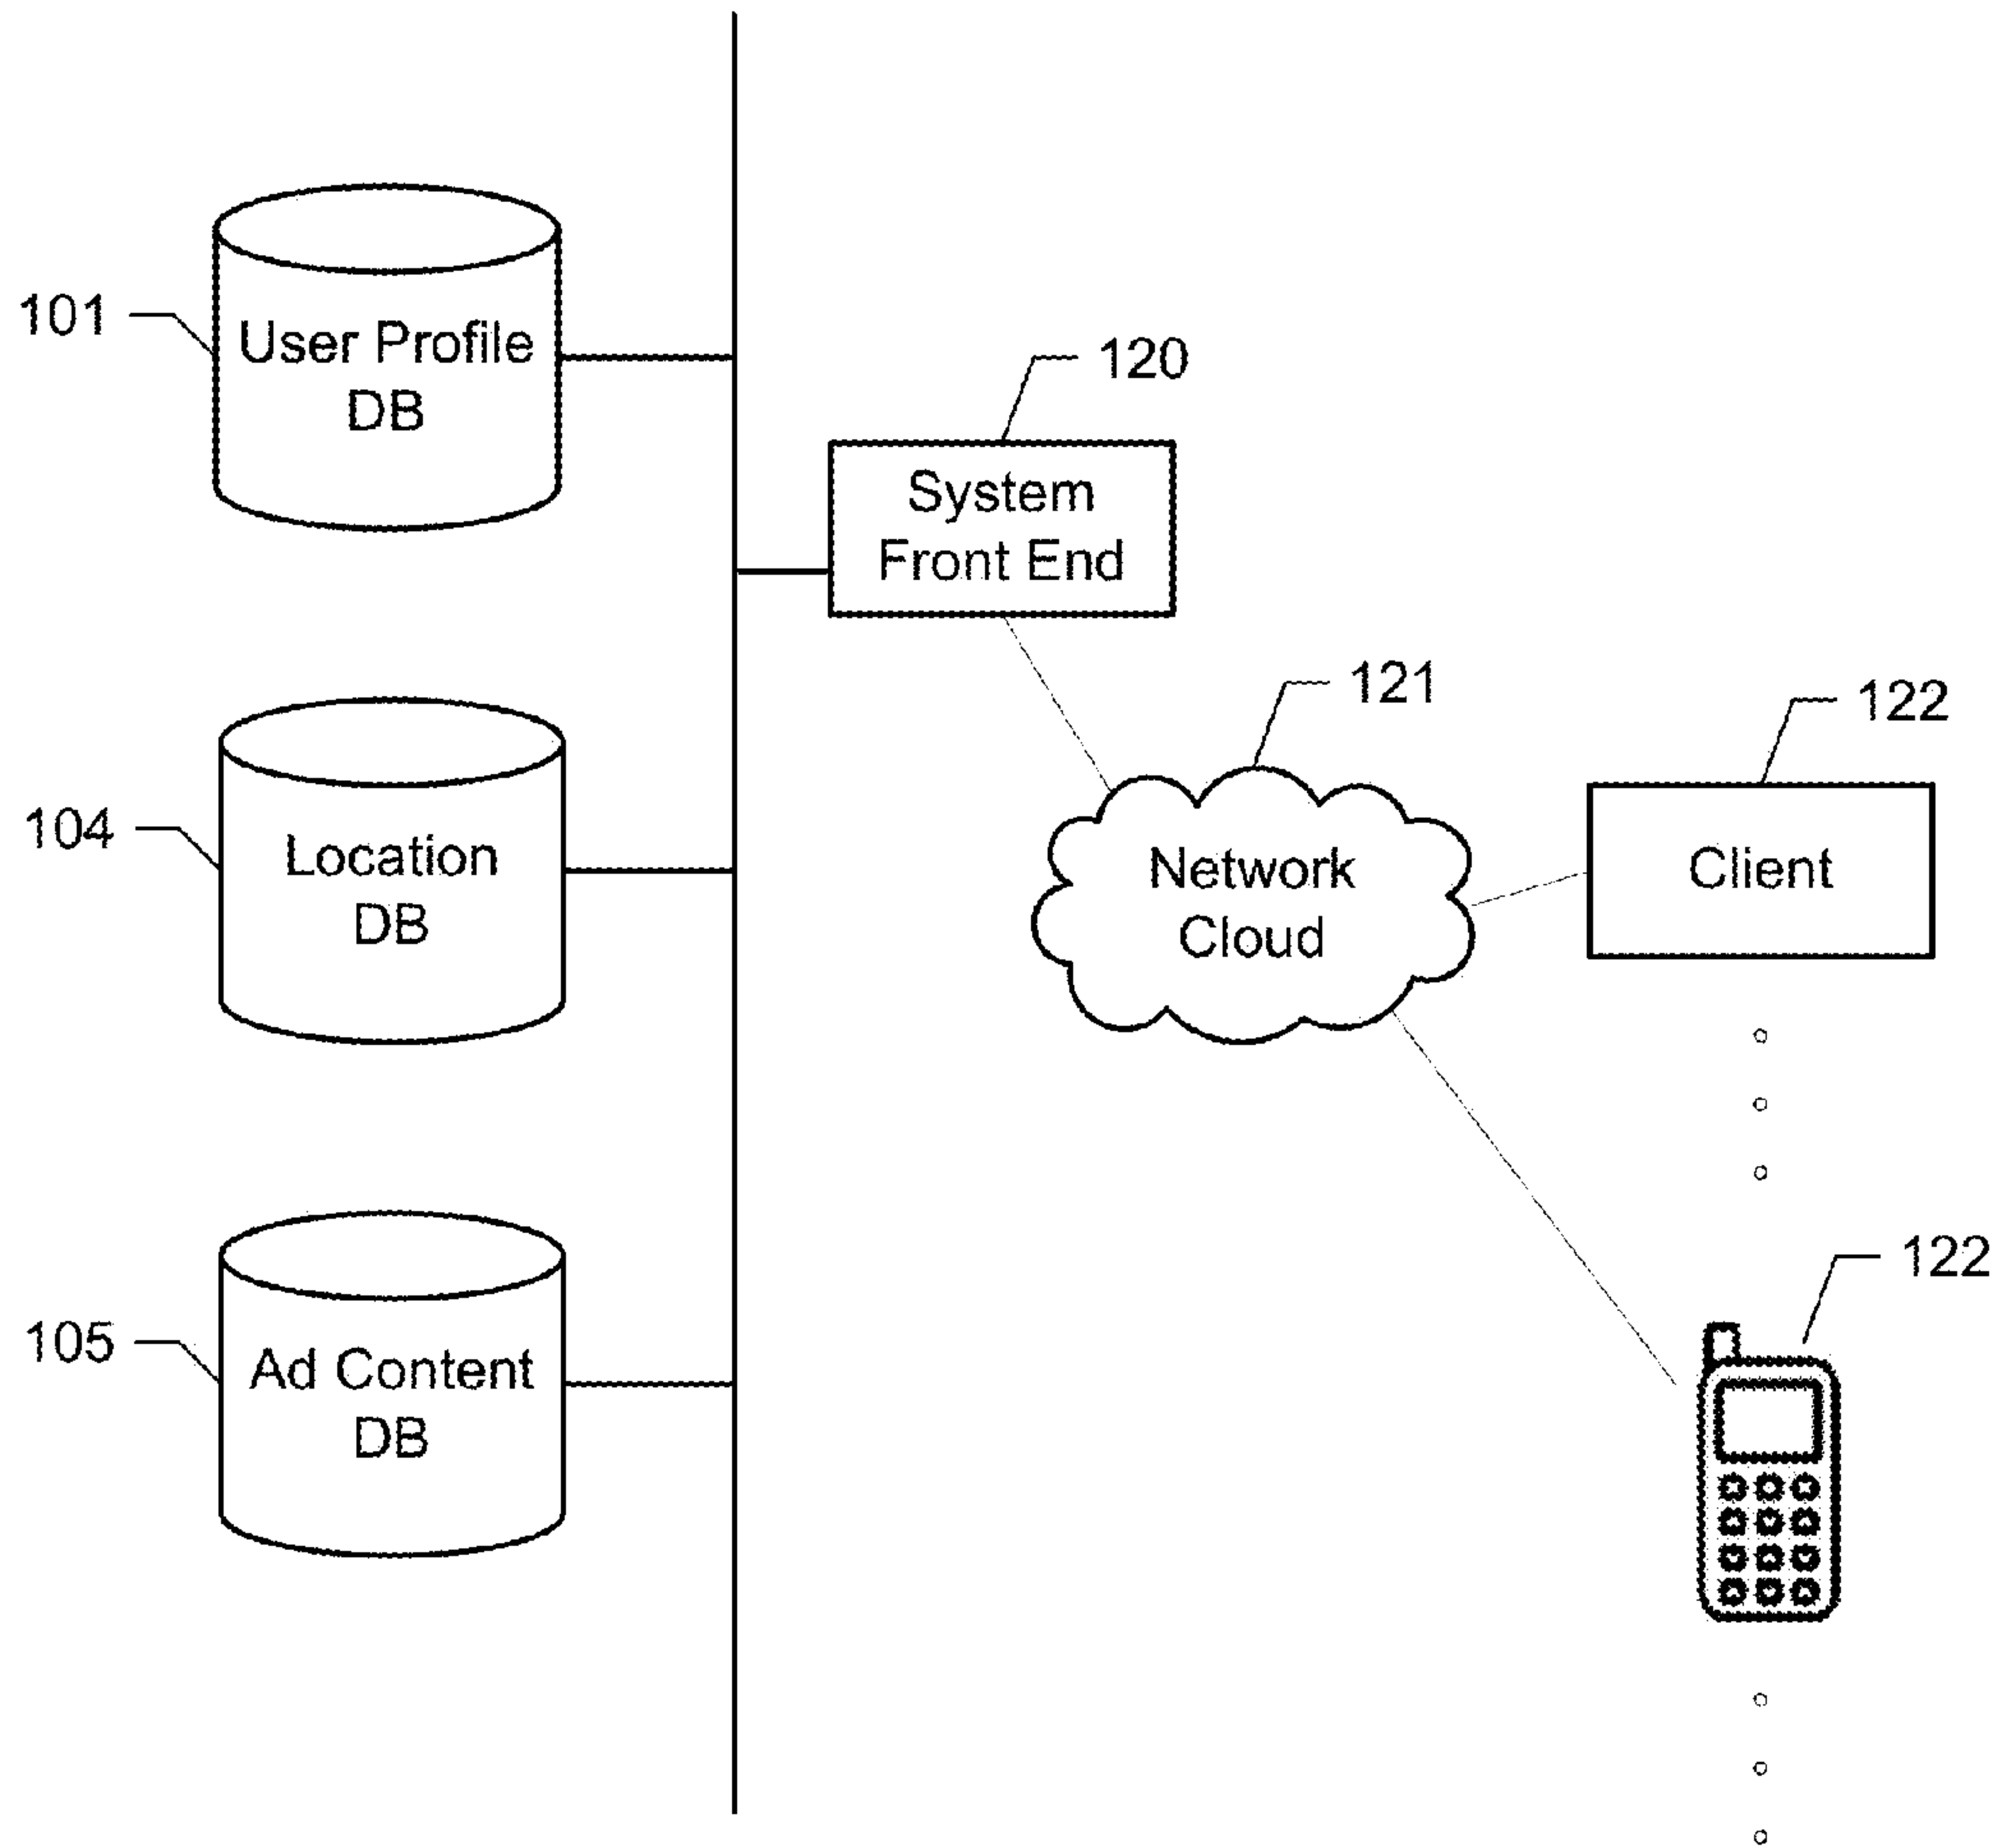 101
User Profile
DB
120
System
Front End
121
122
104
Location
DB
Network
Cloud
Client
122
105
Ad Content
DB